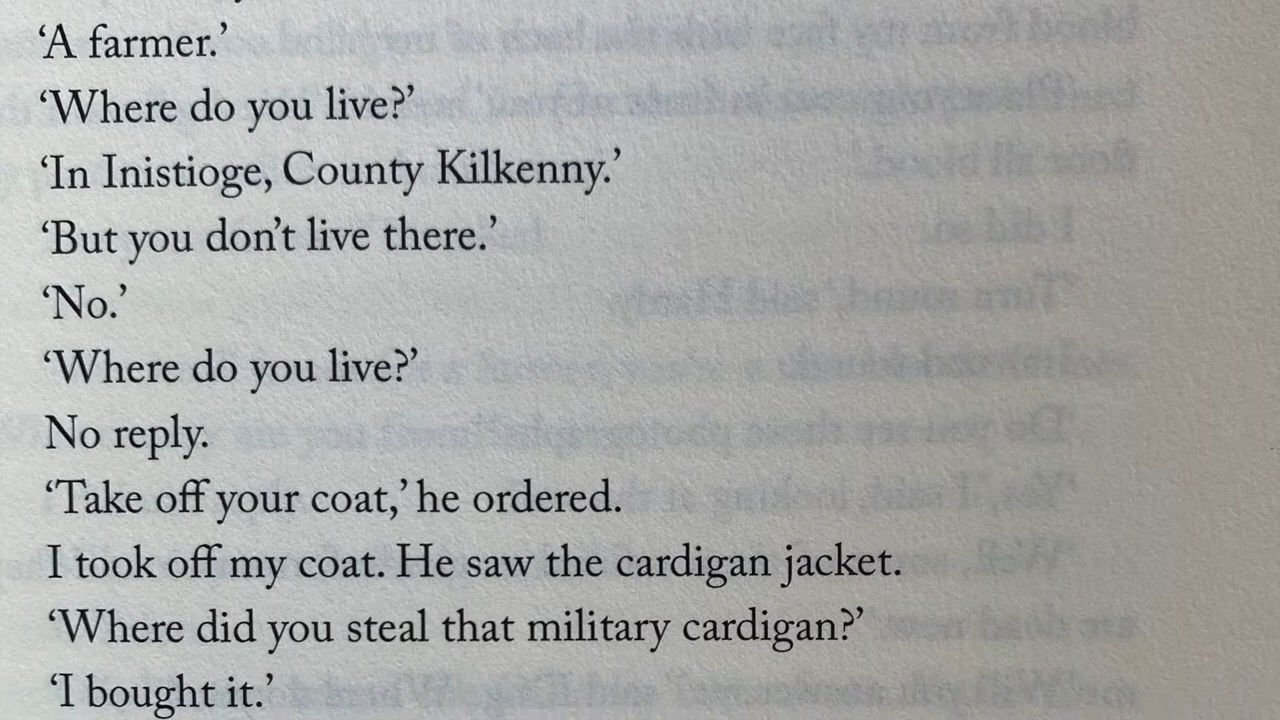 ‘A farmer.’
‘Where do you live?’
‘In Inistioge, County Kilkenny.’
‘But you don’t live there.’
‘No.’
‘Where do you live?’
No reply.
‘Take off your coat,’ he ordered.
I took off my coat. He saw the cardigan jacket.
‘Where did you steal that military cardigan?’
‘I bought it.’